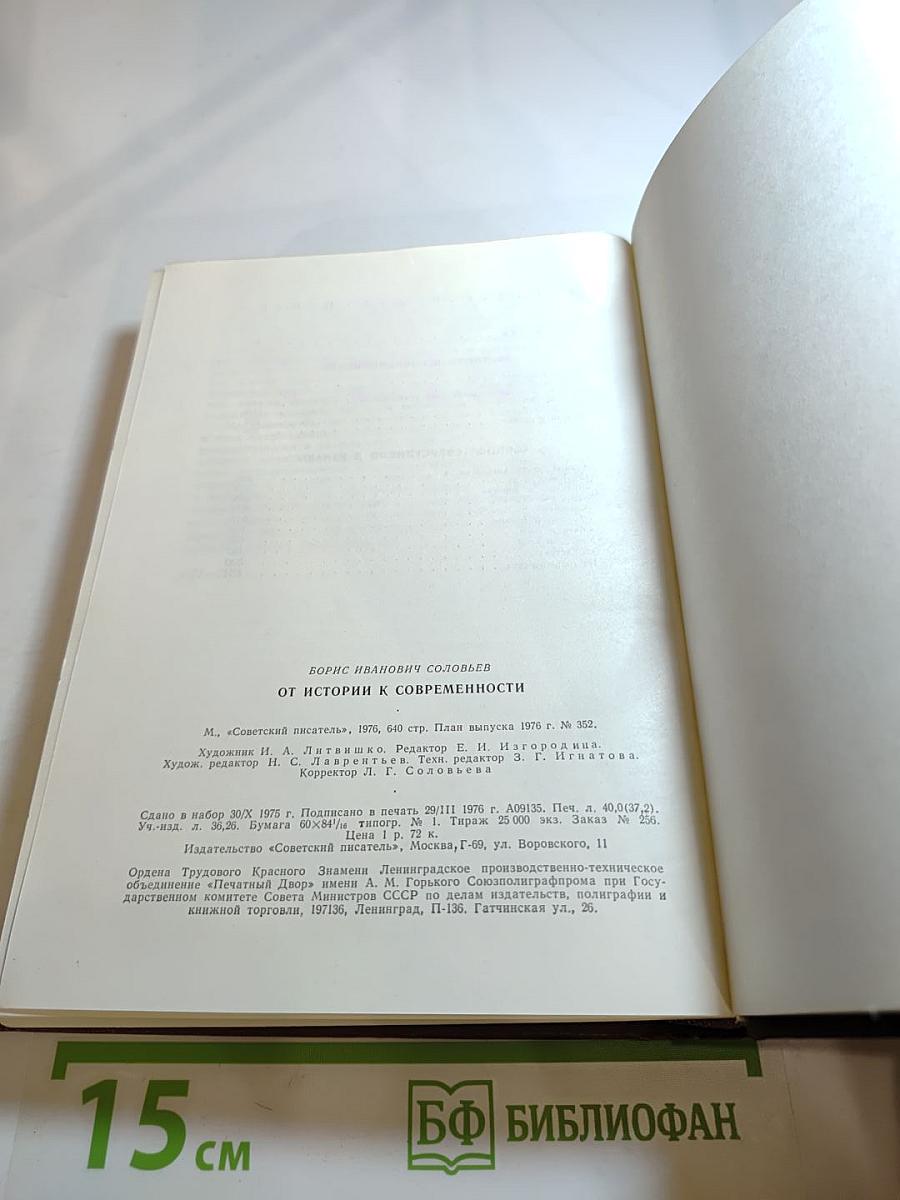 БОРИС ИВАНОВИЧ СОЛОВЬЕВ
ОТ ИСТОРИИ К СОВРЕМЕННОСТИ
М., «Советский писатель», 1976, 640 стр. План выпуска 1976 г. № 352.
Художник И. А. Литвишко. Редактор Е. И. Изгородина.
Худож. редактор Н. С. Лаврентьев. Техн. редактор З. Г. Игнатова.
Корректор Л. Г. Соловьева
Сдано в набор 30/X 1975 г. Подписано в печать 29/III 1976 г. А09135. Печ. л. 40,0(37,2).
Уч.-изд. л. 36,26. Бумага 60×84¹/₁₆ типогр. № 1. Тираж 25 000 экз. Заказ № 256.
Цена 1 р. 72 к.
Издательство «Советский писатель», Москва, Г-69, ул. Воровского, 11
Ордена Трудового Красного Знамени Ленинградское производственно-техническое
объединение «Печатный Двор» имени А. М. Горького Союзполиграфпрома при Госу-
дарственном комитете Совета Министров СССР по делам издательств, полиграфии и
книжной торговли, 197136, Ленинград, П-136. Гатчинская ул., 26.
15 см
БФ БИБЛИОФАН